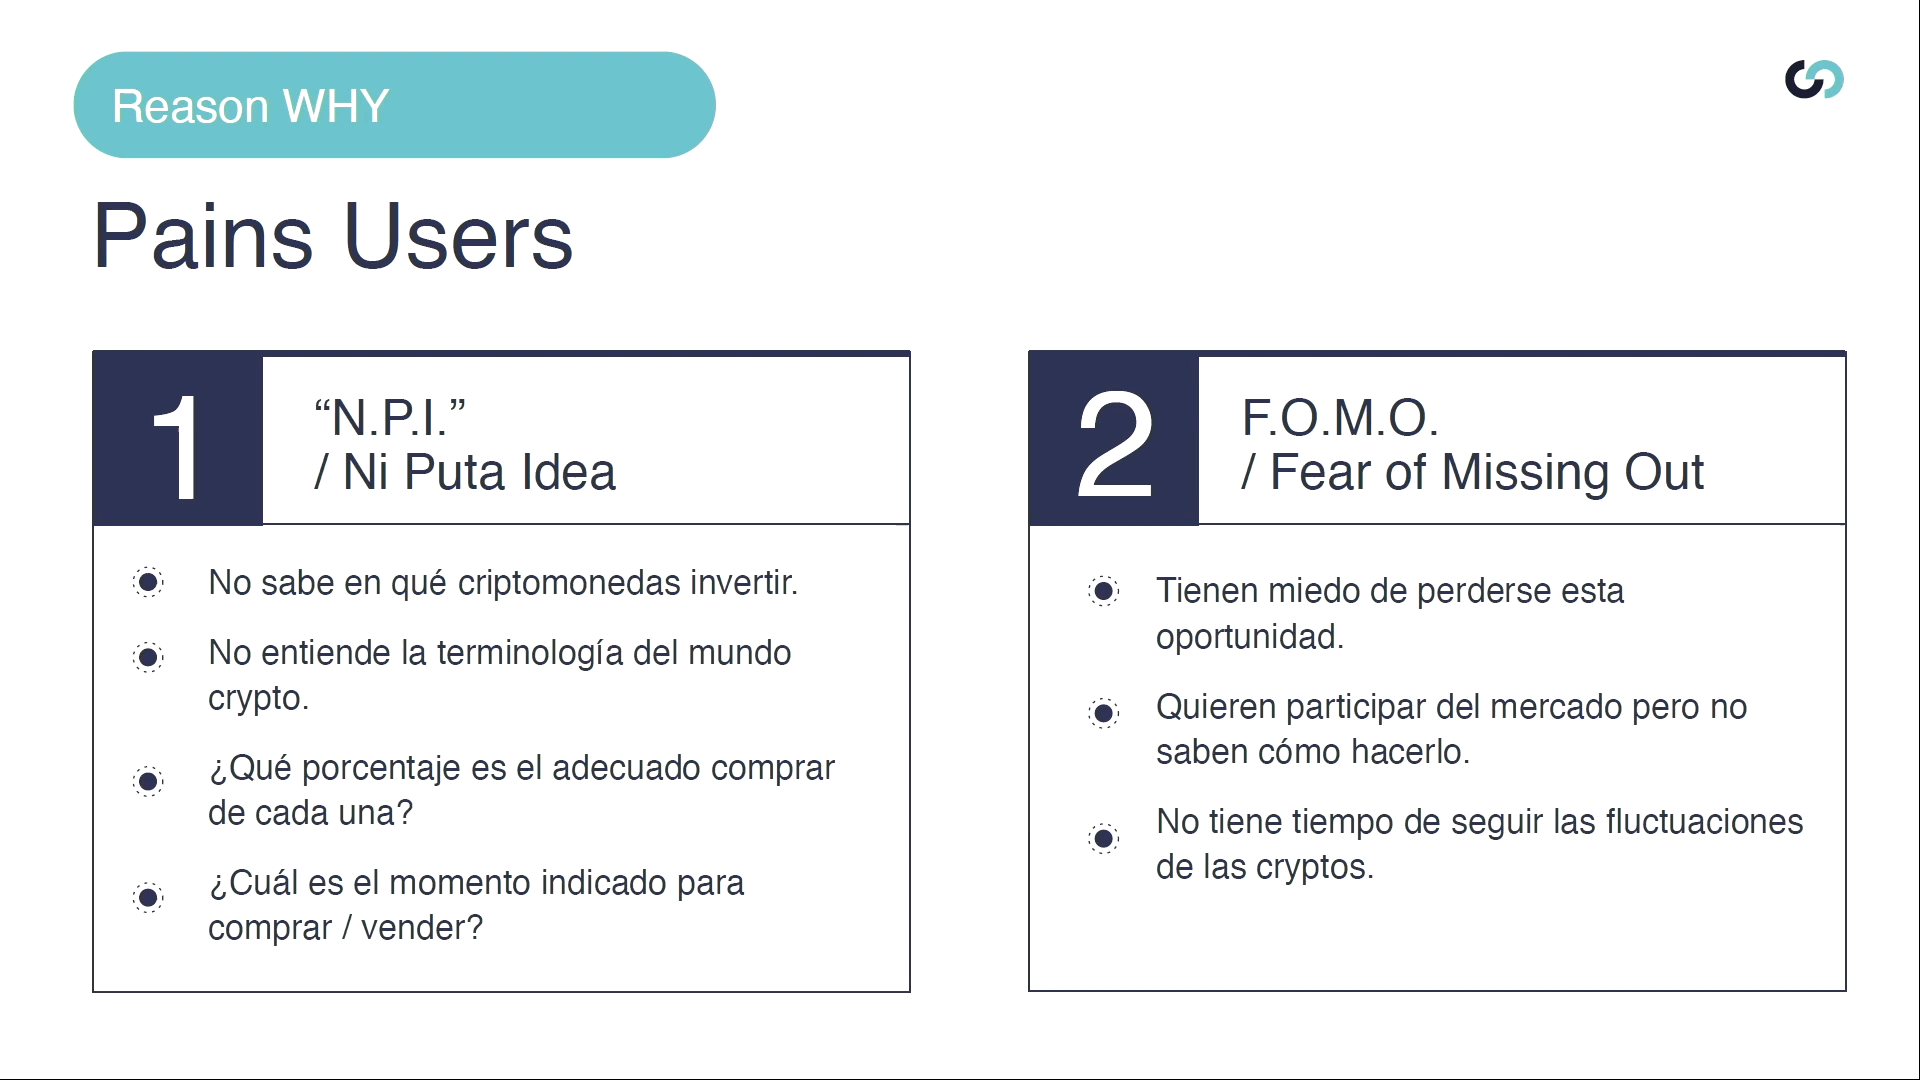 Reason WHY
Pains Users
1
“N.P.I.”
/ Ni Puta Idea
No sabe en qué criptomonedas invertir.
No entiende la terminología del mundo
crypto.
¿Qué porcentaje es el adecuado comprar
de cada una?
¿Cuál es el momento indicado para
comprar / vender?
2
F.O.M.O.
/ Fear of Missing Out
Tienen miedo de perderse esta
oportunidad.
Quieren participar del mercado pero no
saben cómo hacerlo.
No tiene tiempo de seguir las fluctuaciones
de las cryptos.